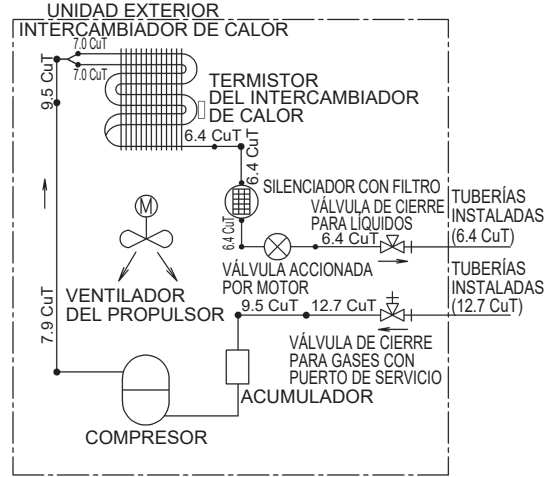 UNIDAD EXTERIOR
INTERCAMBIADOR DE CALOR
7.0 CuT
7.0 CuT
9.5 CuT
TERMISTOR
DEL INTERCAMBIADOR
DE CALOR
6.4 CuT
6.4 CuT
SILENCIADOR CON FILTRO
VÁLVULA DE CIERRE
PARA LÍQUIDOS
TUBERÍAS
INSTALADAS
(6.4 CuT)
M
6.4 CuT
6.4 CuT
VÁLVULA ACCIONADA
POR MOTOR
TUBERÍAS
INSTALADAS
(12.7 CuT)
VENTILADOR
DEL PROPULSOR
9.5 CuT
12.7 CuT
7.9 CuT
VÁLVULA DE CIERRE
PARA GASES CON
PUERTO DE SERVICIO
ACUMULADOR
COMPRESOR